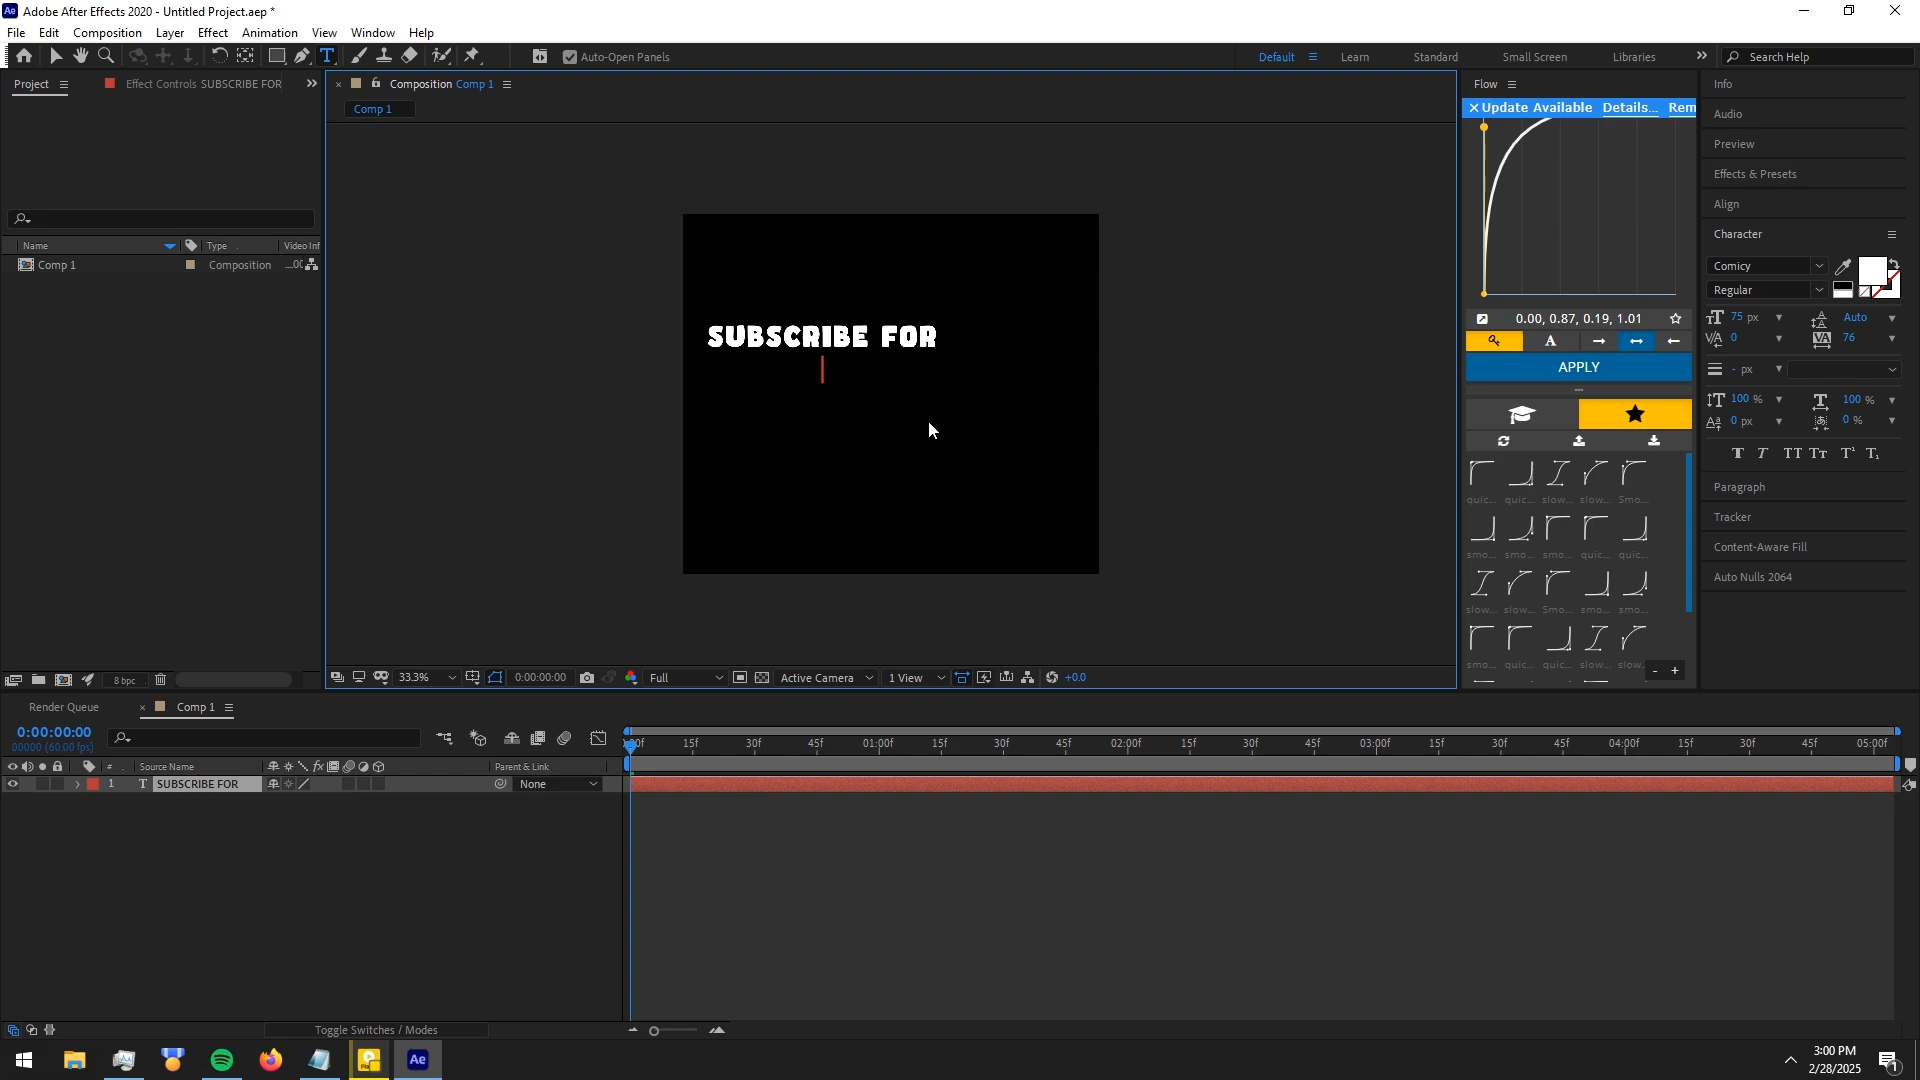 Adobe After Effects 2020 - Untitled Project.aep *
File Edit Composition Layer Effect Animation View Window Help
Auto-Open Panels
Default Learn Standard Small Screen Libraries Search Help
Project Effect Controls SUBSCRIBE FOR
Composition Comp 1
Comp 1
Name Type Video Inf
Comp 1 Composition
8 bpc
SUBSCRIBE FOR
33.3% 0:00:00:00 Full Active Camera 1 View +0.0
Flow
Update Available Details... Rem
0.00, 0.87, 0.19, 1.01
APPLY
quic... quic... slow... slow... Smo...
smo... smo... smo... quic... quic...
slow... slow... Smo... smo... smo...
smo... quic... quic... slow... slow...
Info
Audio
Preview
Effects & Presets
Align
Character
Comicy
Regular
75 px Auto
0 76
- px
100 % 100 %
0 px 0 %
Paragraph
Tracker
Content-Aware Fill
Auto Nulls 2064
Render Queue Comp 1
0:00:00:00
00000 (60.00 fps)
# Source Name Parent & Link
1 T SUBSCRIBE FOR None
:00f 15f 30f 45f 01:00f 15f 30f 45f 02:00f 15f 30f 45f 03:00f 15f 30f 45f 04:00f 15f 30f 45f 05:00f
Toggle Switches / Modes
3:00 PM
2/28/2025
1